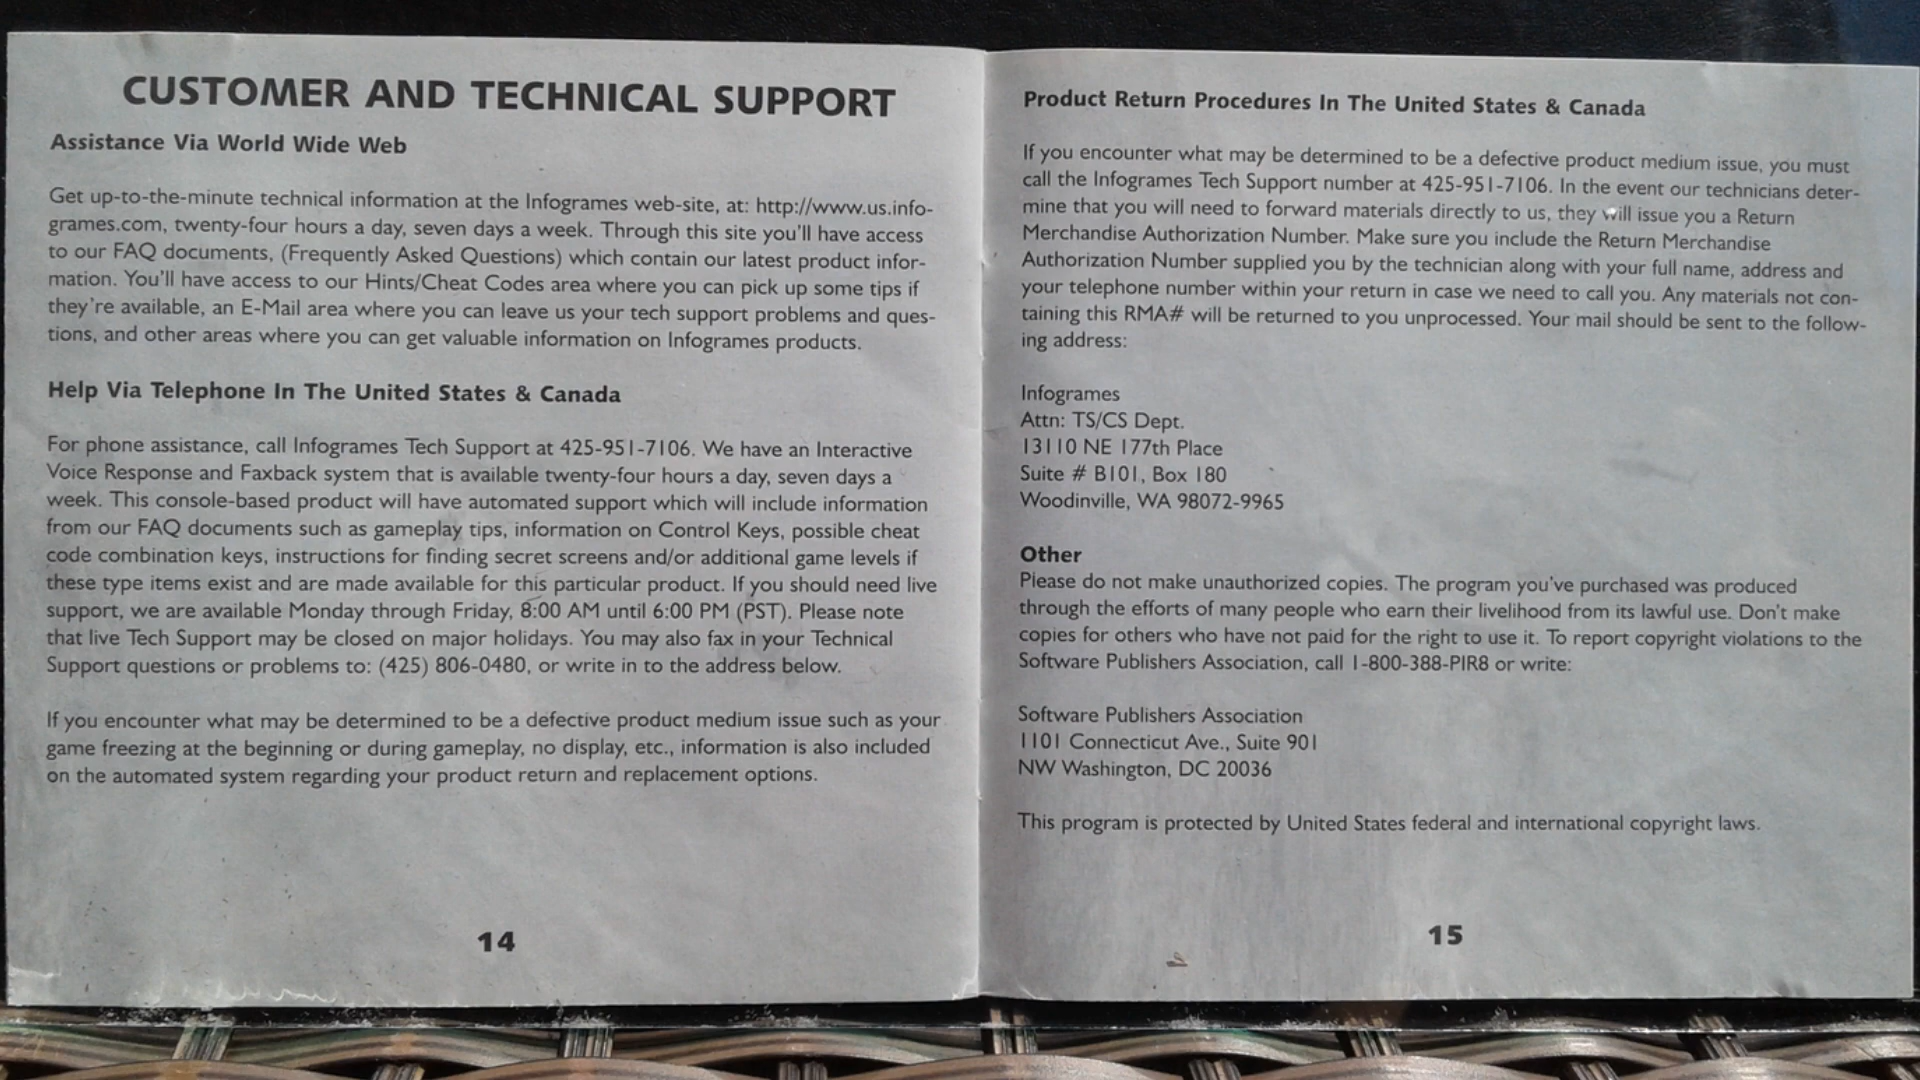 CUSTOMER AND TECHNICAL SUPPORT
Assistance Via World Wide Web
Get up-to-the-minute technical information at the Infogrames web-site, at: http://www.us.info-
grames.com, twenty-four hours a day, seven days a week. Through this site you'll have access
to our FAQ documents, (Frequently Asked Questions) which contain our latest product infor-
mation. You'll have access to our Hints/Cheat Codes area where you can pick up some tips if
they're available, an E-Mail area where you can leave us your tech support problems and ques-
tions, and other areas where you can get valuable information on Infogrames products.
Help Via Telephone In The United States & Canada
For phone assistance, call Infogrames Tech Support at 425-951-7106. We have an Interactive
Voice Response and Faxback system that is available twenty-four hours a day, seven days a
week. This console-based product will have automated support which will include information
from our FAQ documents such as gameplay tips, information on Control Keys, possible cheat
code combination keys, instructions for finding secret screens and/or additional game levels if
these type items exist and are made available for this particular product. If you should need live
support, we are available Monday through Friday, 8:00 AM until 6:00 PM (PST). Please note
that live Tech Support may be closed on major holidays. You may also fax in your Technical
Support questions or problems to: (425) 806-0480, or write in to the address below.
If you encounter what may be determined to be a defective product medium issue such as your
game freezing at the beginning or during gameplay, no display, etc., information is also included
on the automated system regarding your product return and replacement options.
14
Product Return Procedures In The United States & Canada
If you encounter what may be determined to be a defective product medium issue, you must
call the Infogrames Tech Support number at 425-951-7106. In the event our technicians deter-
mine that you will need to forward materials directly to us, they will issue you a Return
Merchandise Authorization Number. Make sure you include the Return Merchandise
Authorization Number supplied you by the technician along with your full name, address and
your telephone number within your return in case we need to call you. Any materials not con-
taining this RMA# will be returned to you unprocessed. Your mail should be sent to the follow-
ing address:
Infogrames
Attn: TS/CS Dept.
13110 NE 177th Place
Suite # B101, Box 180
Woodinville, WA 98072-9965
Other
Please do not make unauthorized copies. The program you've purchased was produced
through the efforts of many people who earn their livelihood from its lawful use. Don't make
copies for others who have not paid for the right to use it. To report copyright violations to the
Software Publishers Association, call 1-800-388-PIR8 or write:
Software Publishers Association
1101 Connecticut Ave., Suite 901
NW Washington, DC 20036
This program is protected by United States federal and international copyright laws.
15